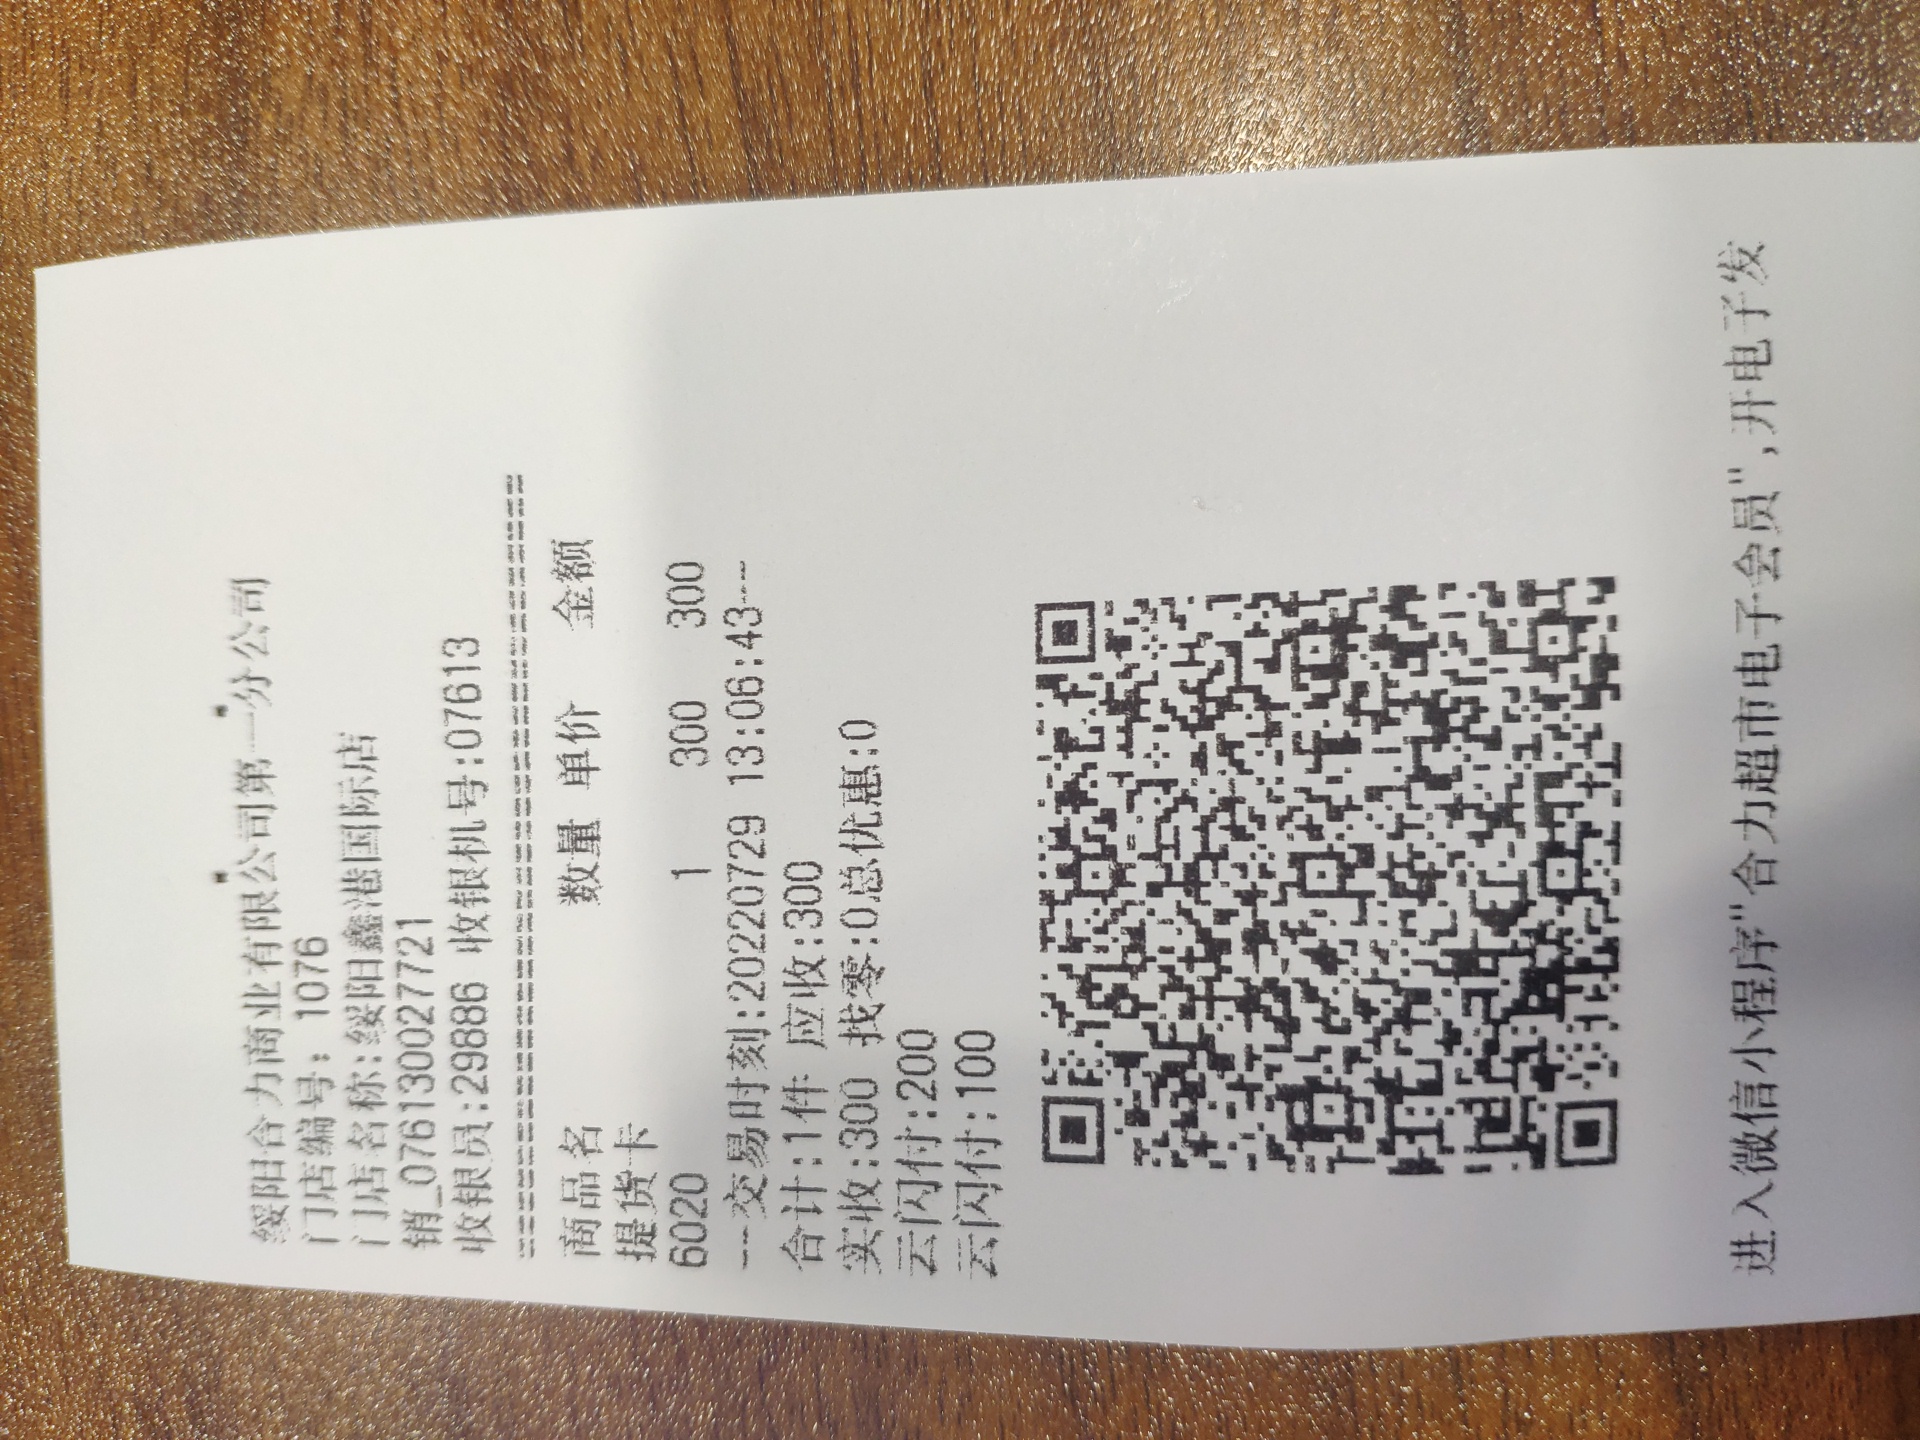 绥阳合力商业有限公司第一分公司
门店编号: 1076
门店名称:绥阳鑫港国际店
销_076130027721
收银员:29886 收银机号:07613
商品名 数量 单价 金额
提货卡
6020 1 300 300
---交易时刻:20220729 13:06:43---
合计:1件 应收:300
实收:300 找零:0总优惠:0
云闪付:200
云闪付:100
进入微信小程序"合力超市电子会员",开电子发